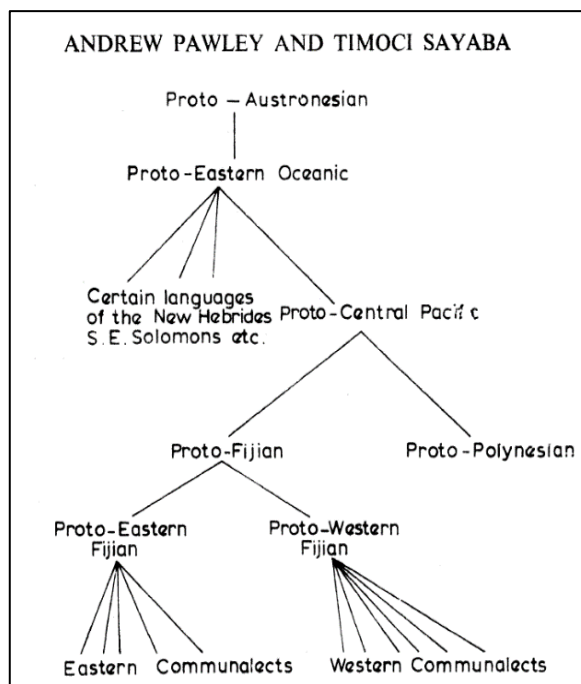 ANDREW PAWLEY AND TIMOCI SAYABA
Proto - Austronesian
Proto-Eastern Oceanic
Certain languages
of the New Hebrides
S.E. Solomons etc.
Proto-Central Pacific
Proto-Fijian
Proto-Polynesian
Proto-Eastern
Fijian
Proto-Western
Fijian
Eastern Communalects
Western Communalects